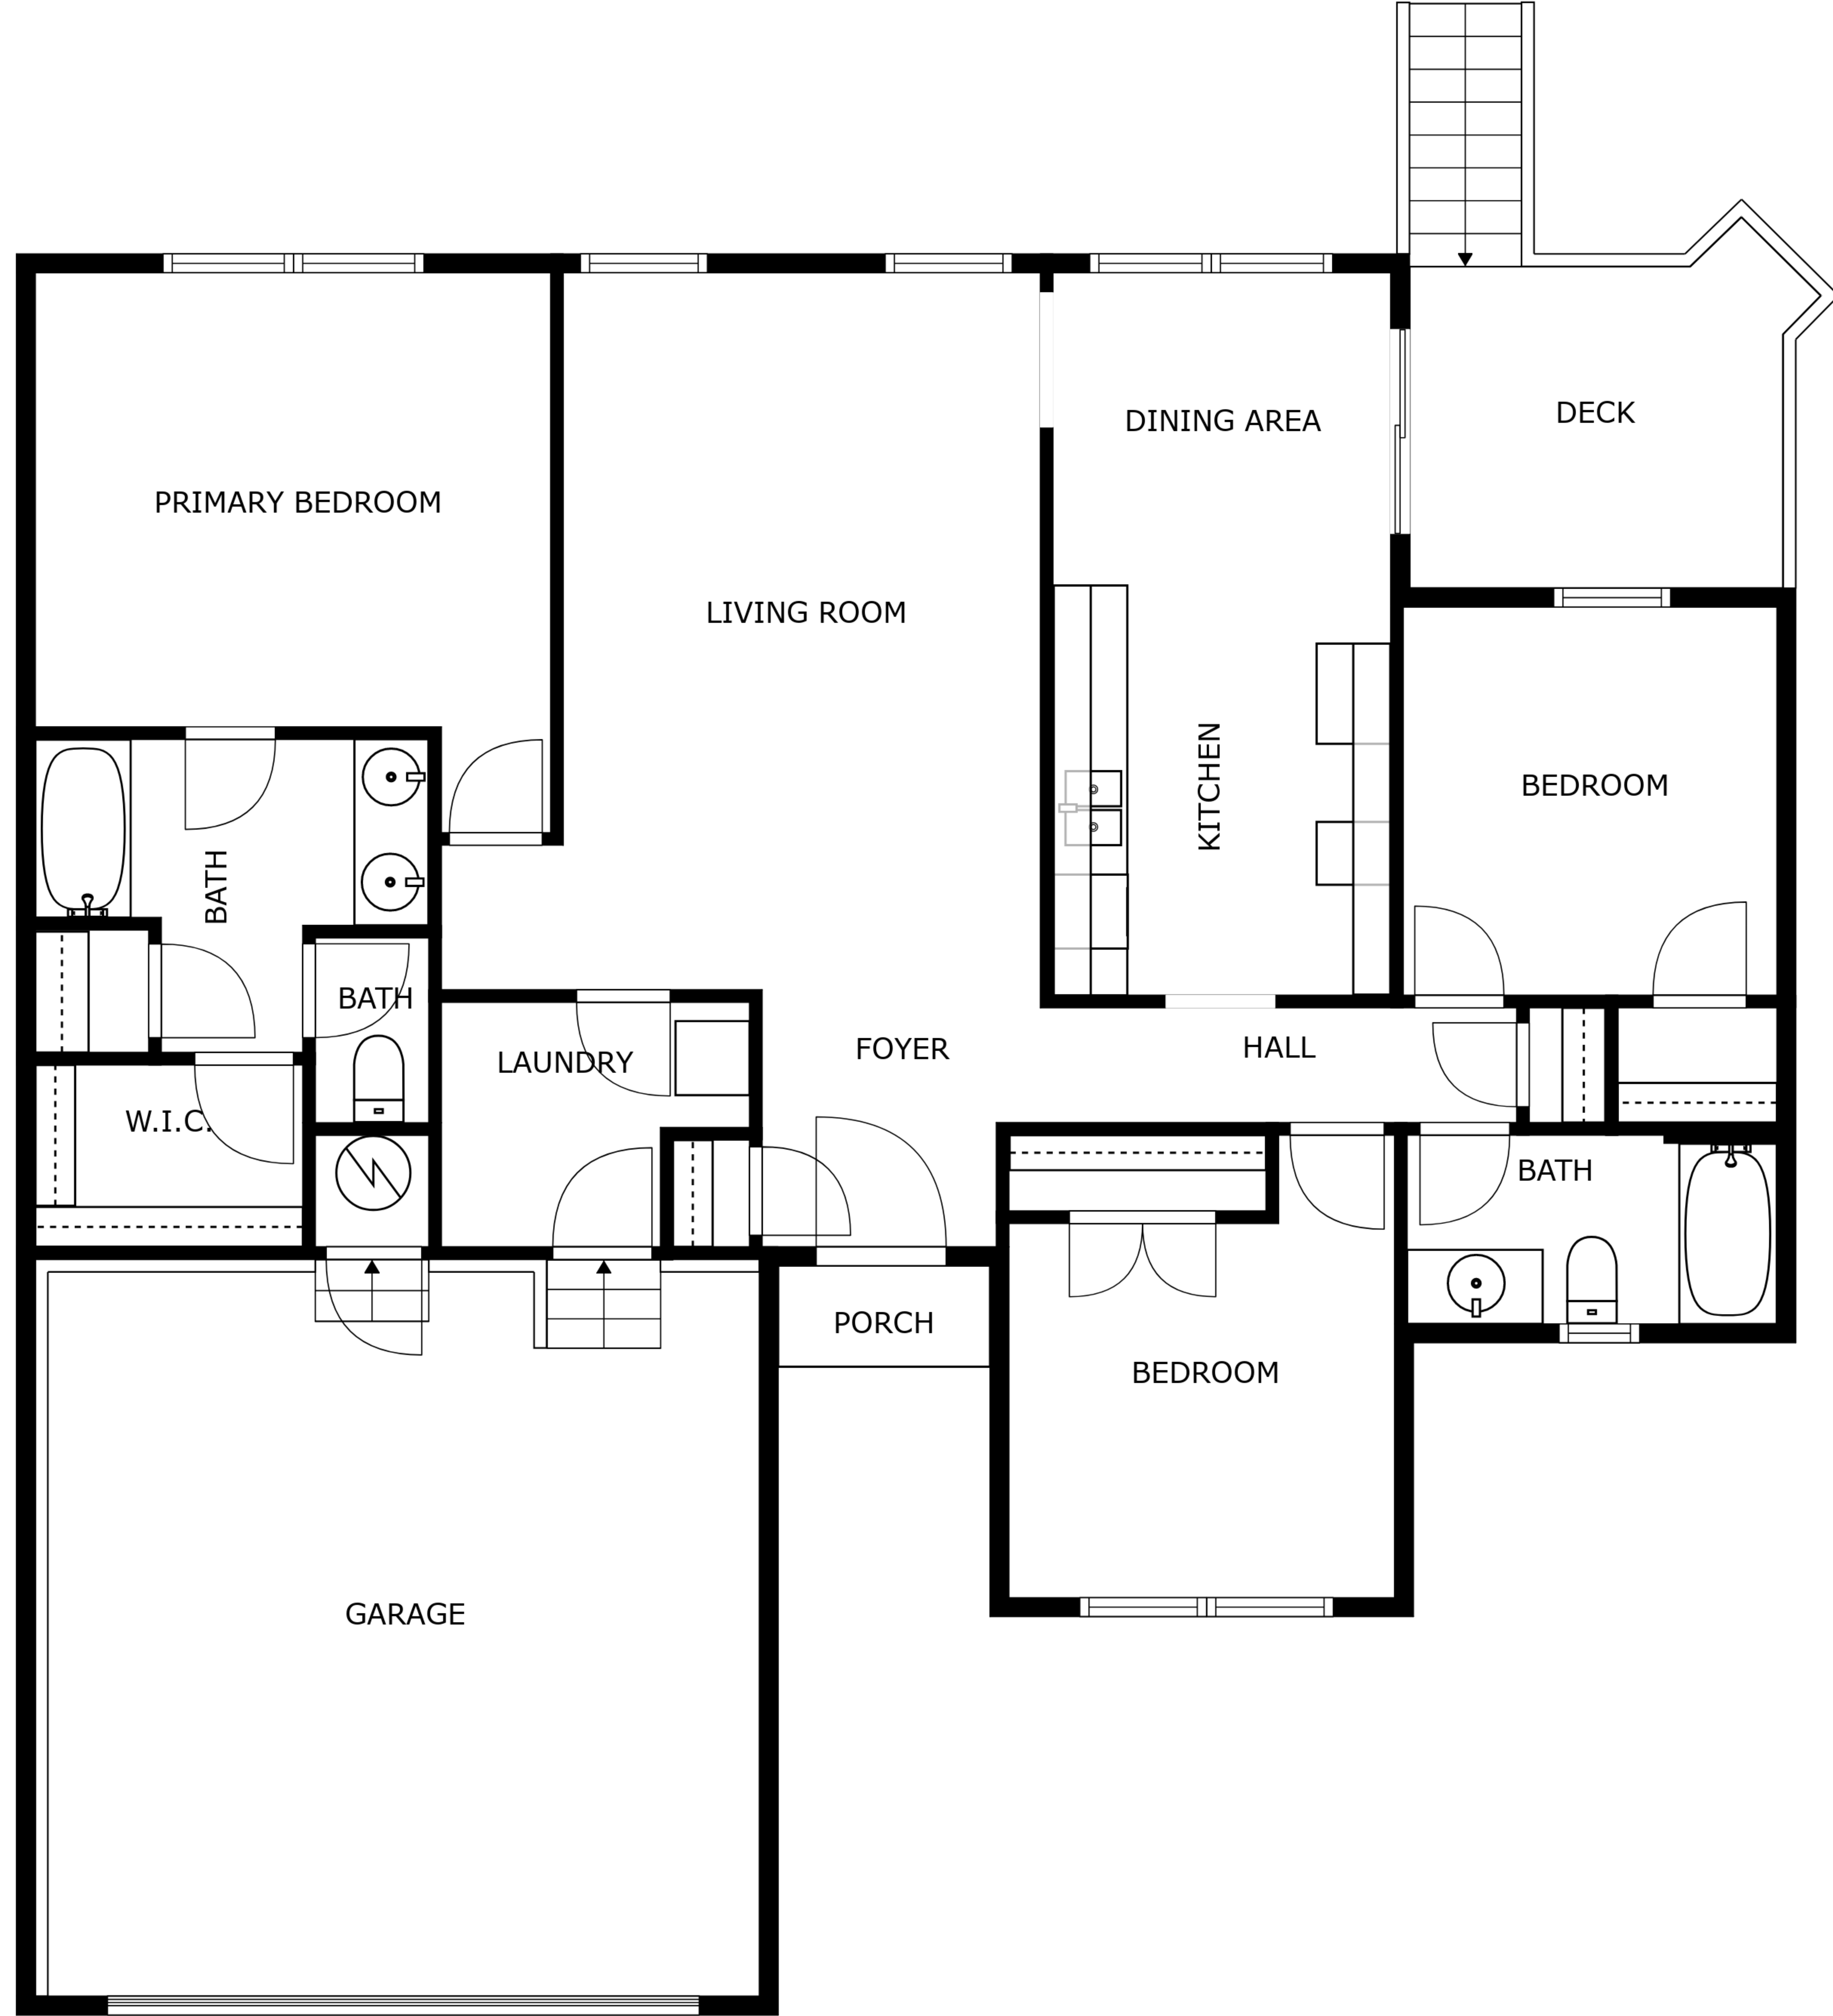 DECK
DINING AREA
PRIMARY BEDROOM
LIVING ROOM
KITCHEN
BEDROOM
BATH
BATH
LAUNDRY
FOYER
HALL
W.I.C.
BATH
PORCH
BEDROOM
GARAGE